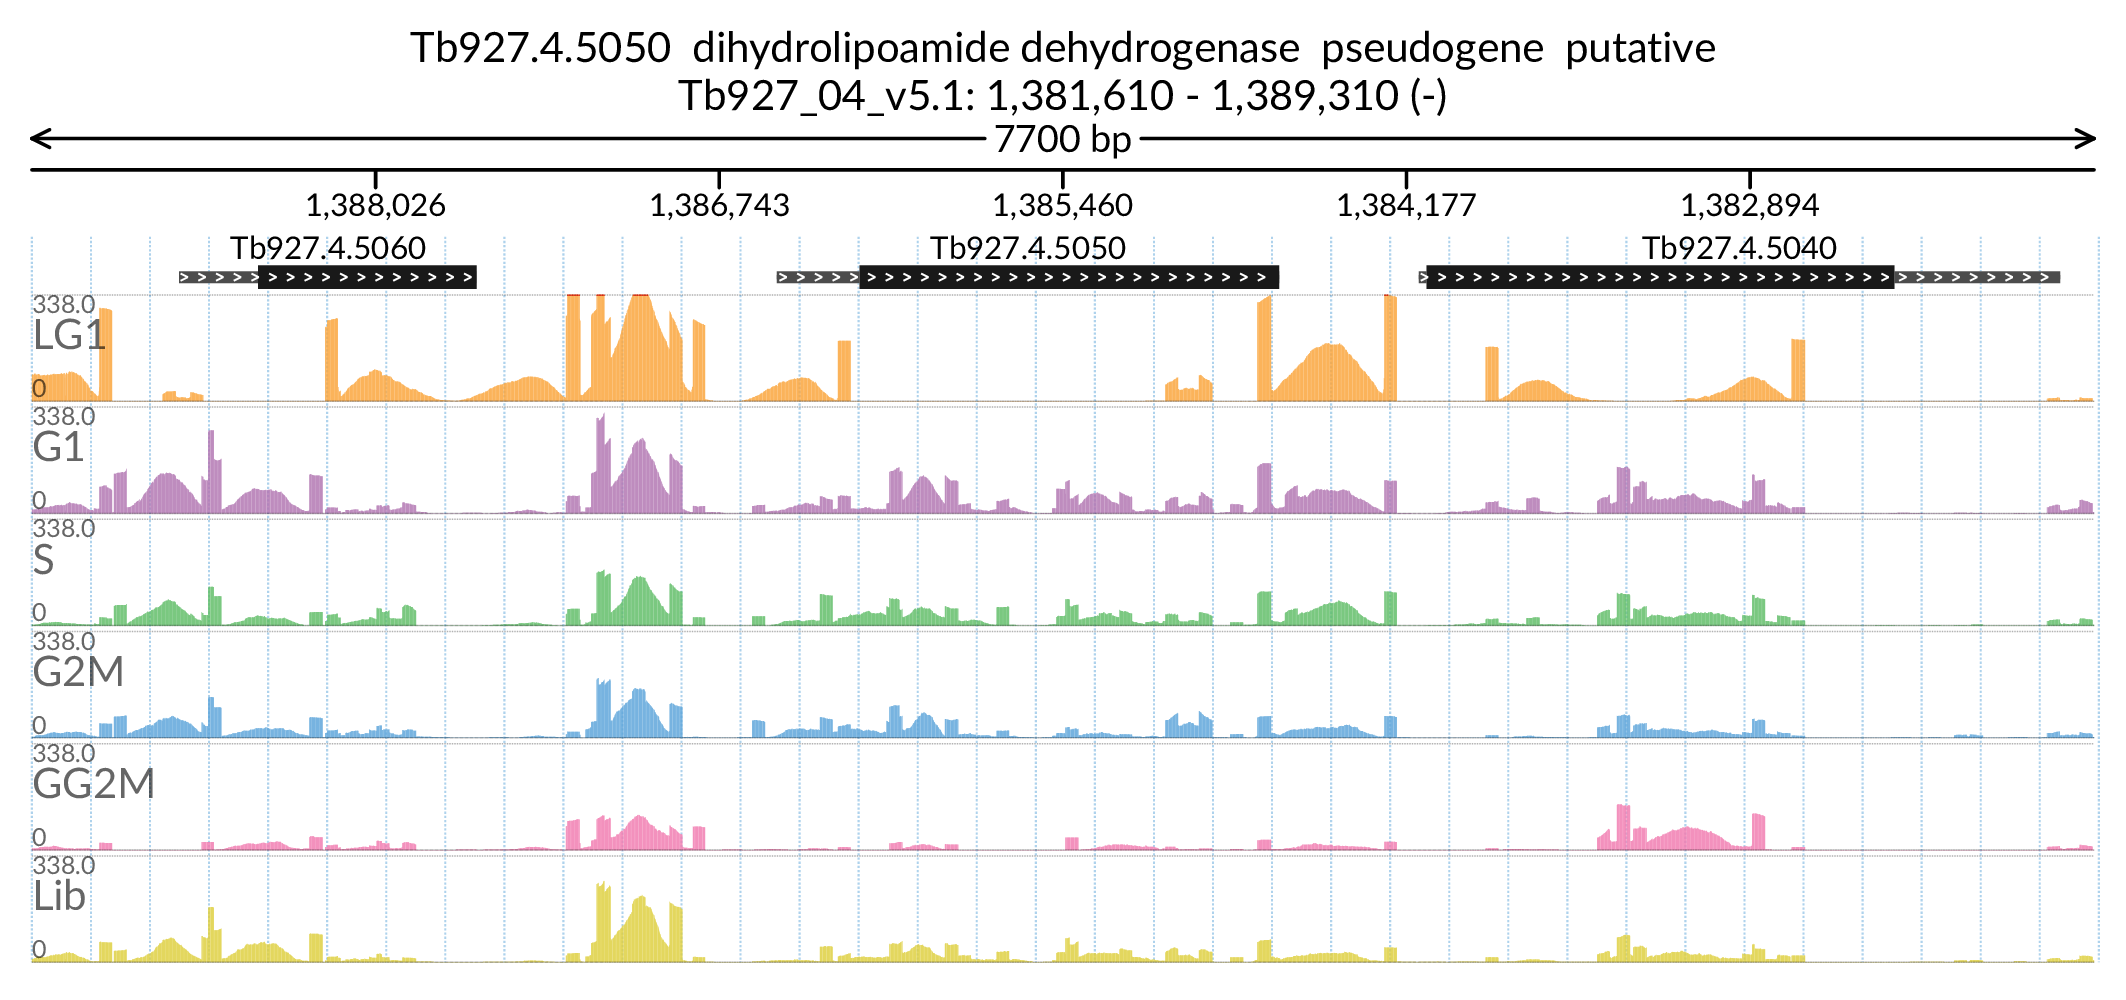 Tb927.4.5050 dihydrolipoamide dehydrogenase pseudogene putative
Tb927_04_v5.1: 1,381,610 - 1,389,310 (-)
7700 bp
1,388,026 1,386,743 1,385,460 1,384,177 1,382,894
Tb927.4.5060 Tb927.4.5050 Tb927.4.5040
338.0
LG1
0
338.0
G1
0
338.0
S
0
338.0
G2M
0
338.0
GG2M
0
338.0
Lib
0